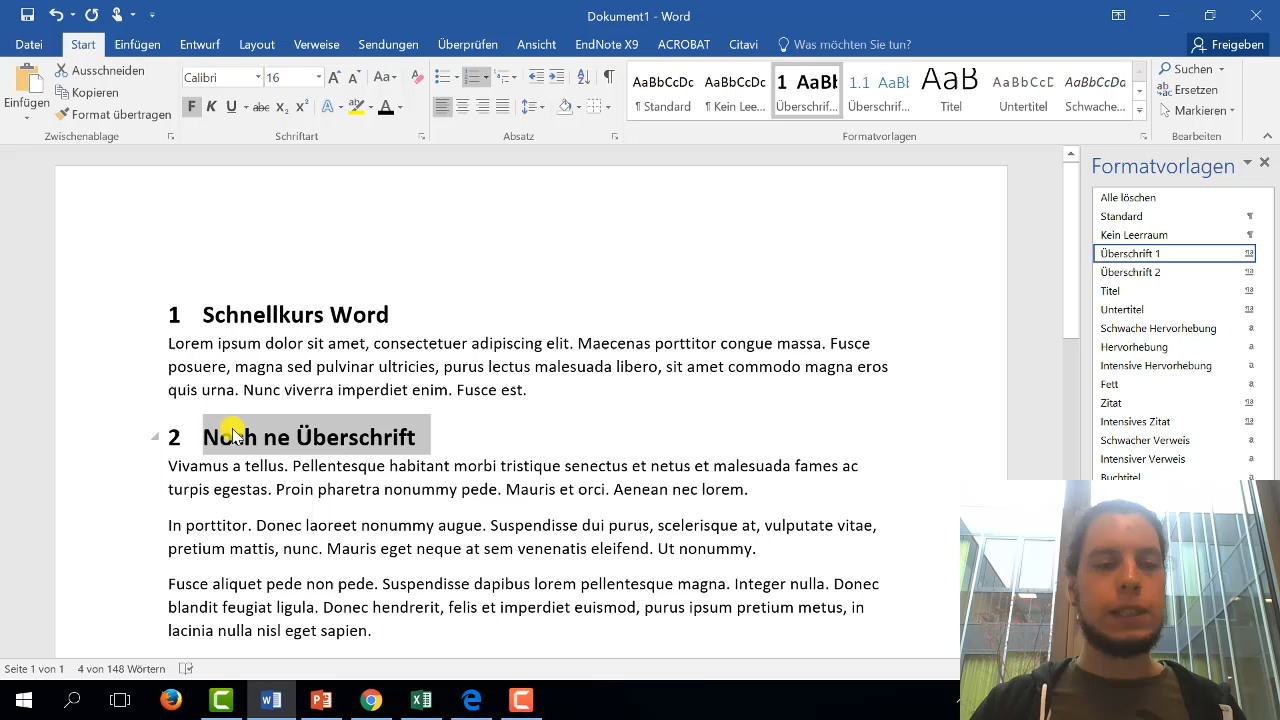 Dokument1 - Word
Datei Start Einfügen Entwurf Layout Verweise Sendungen Überprüfen Ansicht EndNote X9 ACROBAT Citavi Was möchten Sie tun? Freigeben
Einfügen
Ausschneiden
Kopieren
Format übertragen
Zwischenablage
Calibri 16
F K U abc X₂ X²
Schriftart
Absatz
AaBbCcDc AaBbCcDc 1 AaBb 1.1 AaBb AaB AaBbCcD AaBbCcDc
¶ Standard ¶ Kein Lee... Überschrif... Überschrif... Titel Untertitel Schwache...
Formatvorlagen
Suchen
Ersetzen
Markieren
Bearbeiten
1 Schnellkurs Word
Lorem ipsum dolor sit amet, consectetuer adipiscing elit. Maecenas porttitor congue massa. Fusce
posuere, magna sed pulvinar ultricies, purus lectus malesuada libero, sit amet commodo magna eros
quis urna. Nunc viverra imperdiet enim. Fusce est.
2 Noch ne Überschrift
Vivamus a tellus. Pellentesque habitant morbi tristique senectus et netus et malesuada fames ac
turpis egestas. Proin pharetra nonummy pede. Mauris et orci. Aenean nec lorem.
In porttitor. Donec laoreet nonummy augue. Suspendisse dui purus, scelerisque at, vulputate vitae,
pretium mattis, nunc. Mauris eget neque at sem venenatis eleifend. Ut nonummy.
Fusce aliquet pede non pede. Suspendisse dapibus lorem pellentesque magna. Integer nulla. Donec
blandit feugiat ligula. Donec hendrerit, felis et imperdiet euismod, purus ipsum pretium metus, in
lacinia nulla nisl eget sapien.
Formatvorlagen
Alle löschen
Standard
Kein Leerraum
Überschrift 1
Überschrift 2
Titel
Untertitel
Schwache Hervorhebung
Hervorhebung
Intensive Hervorhebung
Fett
Zitat
Intensives Zitat
Schwacher Verweis
Intensiver Verweis
Buchtitel
Seite 1 von 1 4 von 148 Wörtern